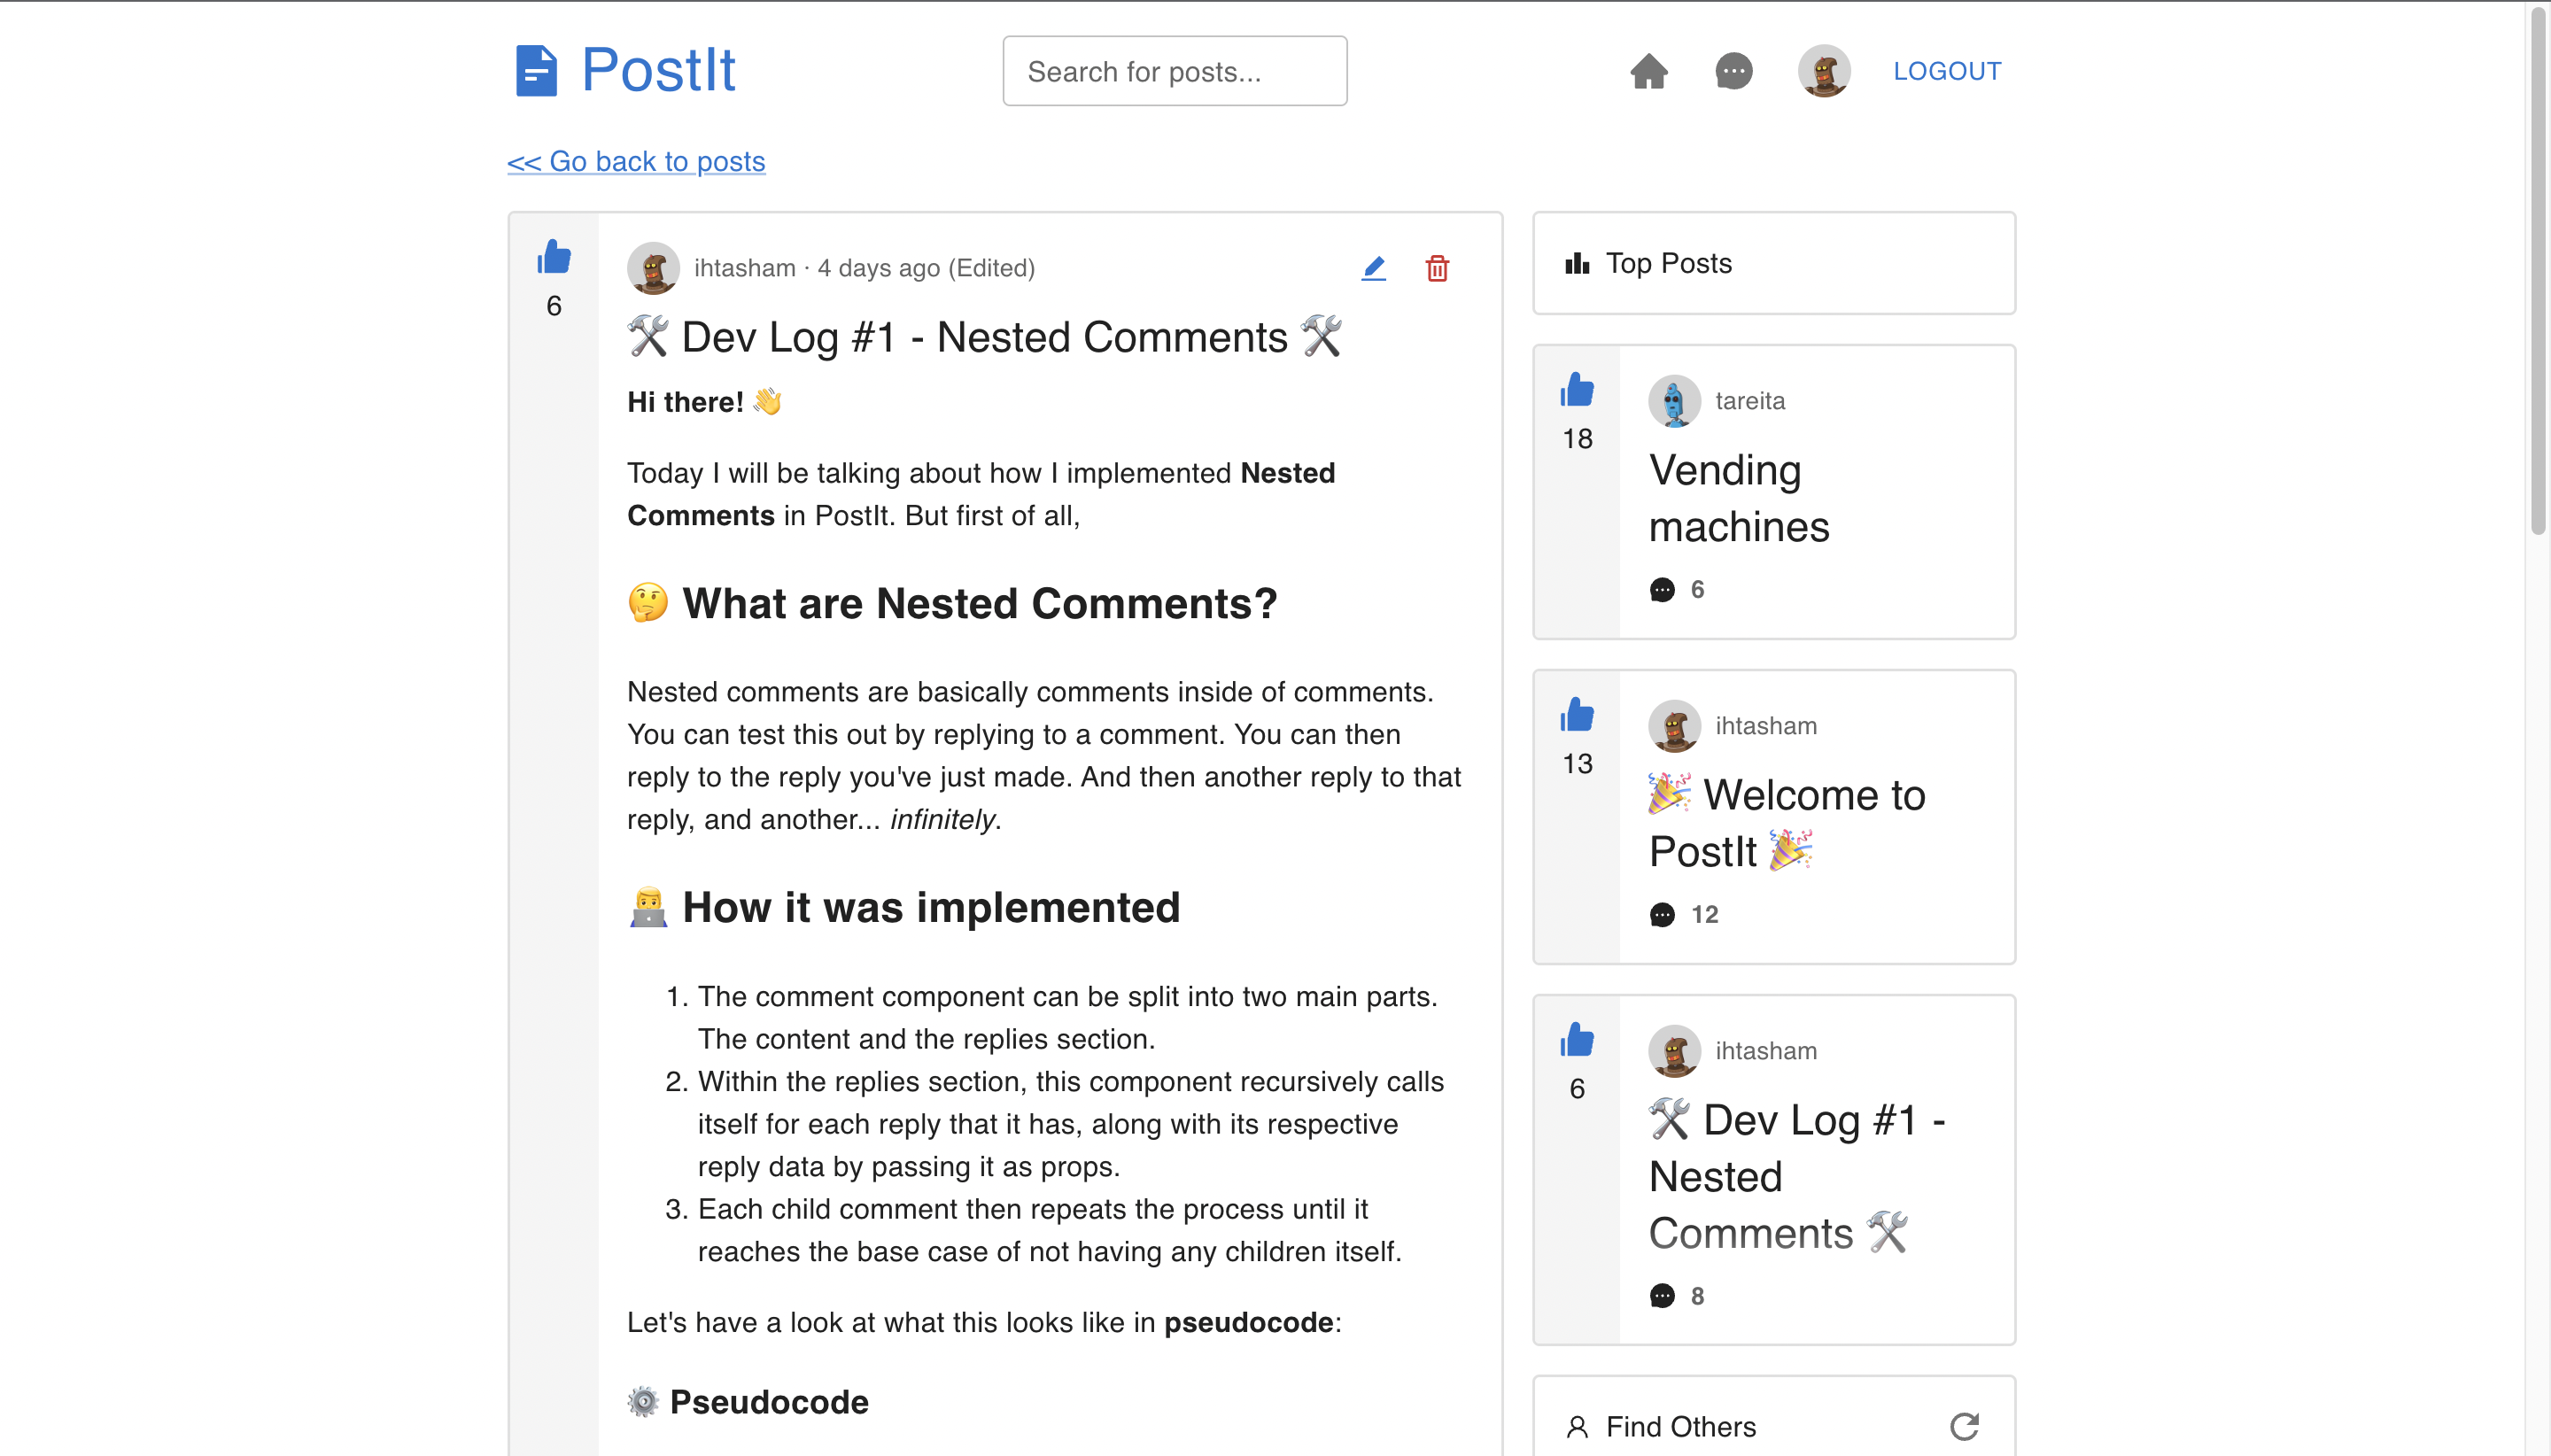 PostIt
Search for posts...
LOGOUT
<< Go back to posts
6
ihtasham · 4 days ago (Edited)
🛠 Dev Log #1 - Nested Comments 🛠
Hi there! 👋
Today I will be talking about how I implemented Nested
Comments in PostIt. But first of all,
🤔 What are Nested Comments?
Nested comments are basically comments inside of comments.
You can test this out by replying to a comment. You can then
reply to the reply you've just made. And then another reply to that
reply, and another... infinitely.
👨‍💻 How it was implemented
1. The comment component can be split into two main parts.
The content and the replies section.
2. Within the replies section, this component recursively calls
itself for each reply that it has, along with its respective
reply data by passing it as props.
3. Each child comment then repeats the process until it
reaches the base case of not having any children itself.
Let's have a look at what this looks like in pseudocode:
⚙️ Pseudocode
Top Posts
18
tareita
Vending
machines
6
13
ihtasham
🎉 Welcome to
PostIt 🎉
12
6
ihtasham
🛠 Dev Log #1 -
Nested
Comments 🛠
8
Find Others